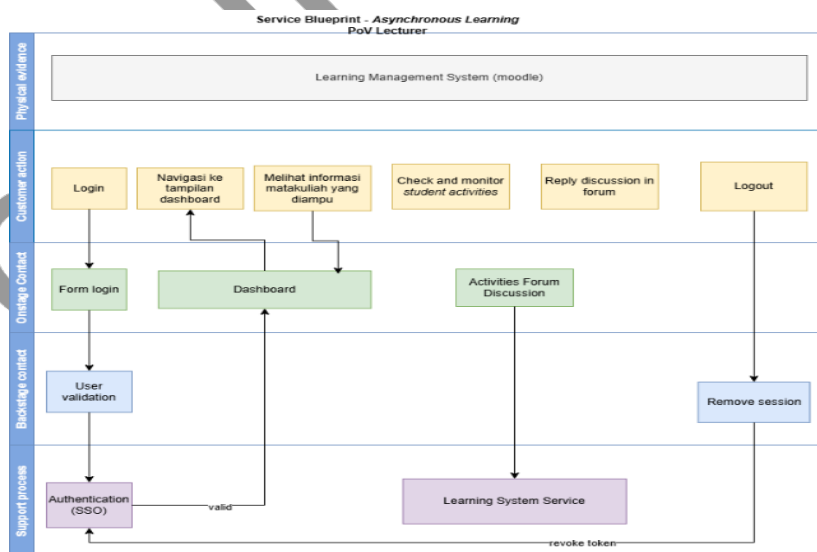 Service Blueprint - Asynchronous Learning
PoV Lecturer
Physical evidence
Learning Management System (moodle)
Customer action
Login
Navigasi ke
tampilan
dashboard
Melihat informasi
matakuliah yang
diampu
Check and monitor
student activities
Reply discussion in
forum
Logout
Onstage Contact
Form login
Dashboard
Activities Forum
Discussion
Backstage contact
User
validation
Remove session
Support process
Authentication
(SSO)
valid
Learning System Service
revoke token